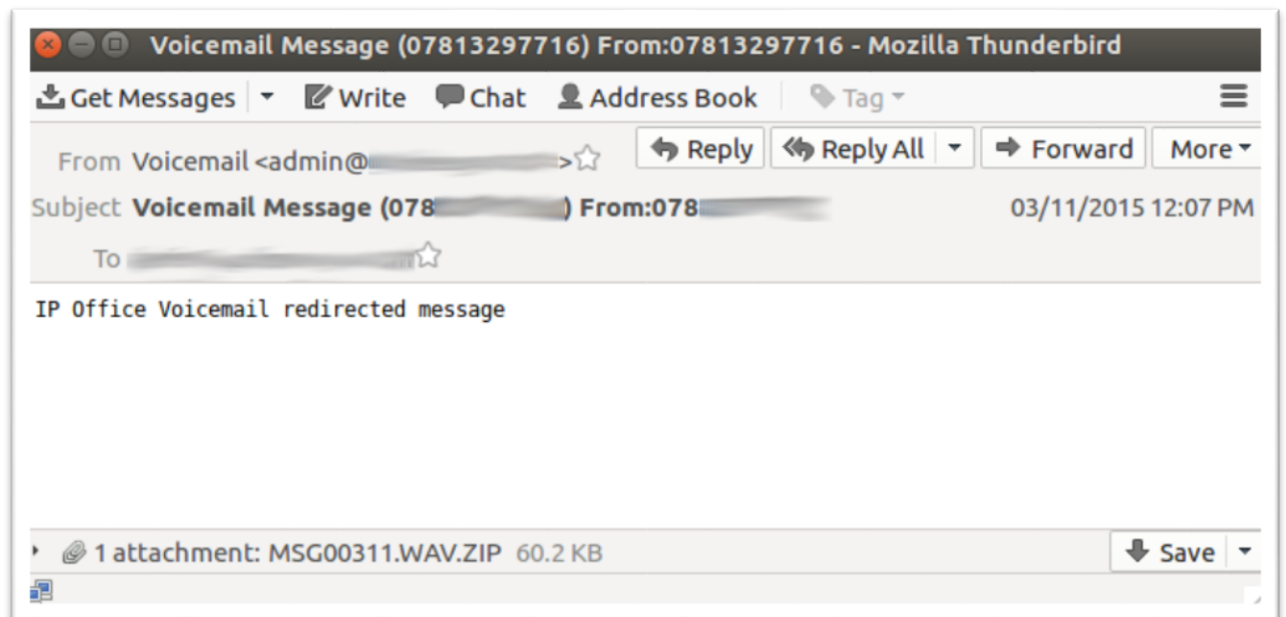 Voicemail Message (07813297716) From:07813297716 - Mozilla Thunderbird
Get Messages Write Chat Address Book Tag
From Voicemail <admin@ > Reply Reply All Forward More
Subject Voicemail Message (078 ) From:078 03/11/2015 12:07 PM
To
IP Office Voicemail redirected message
1 attachment: MSG00311.WAV.ZIP 60.2 KB Save